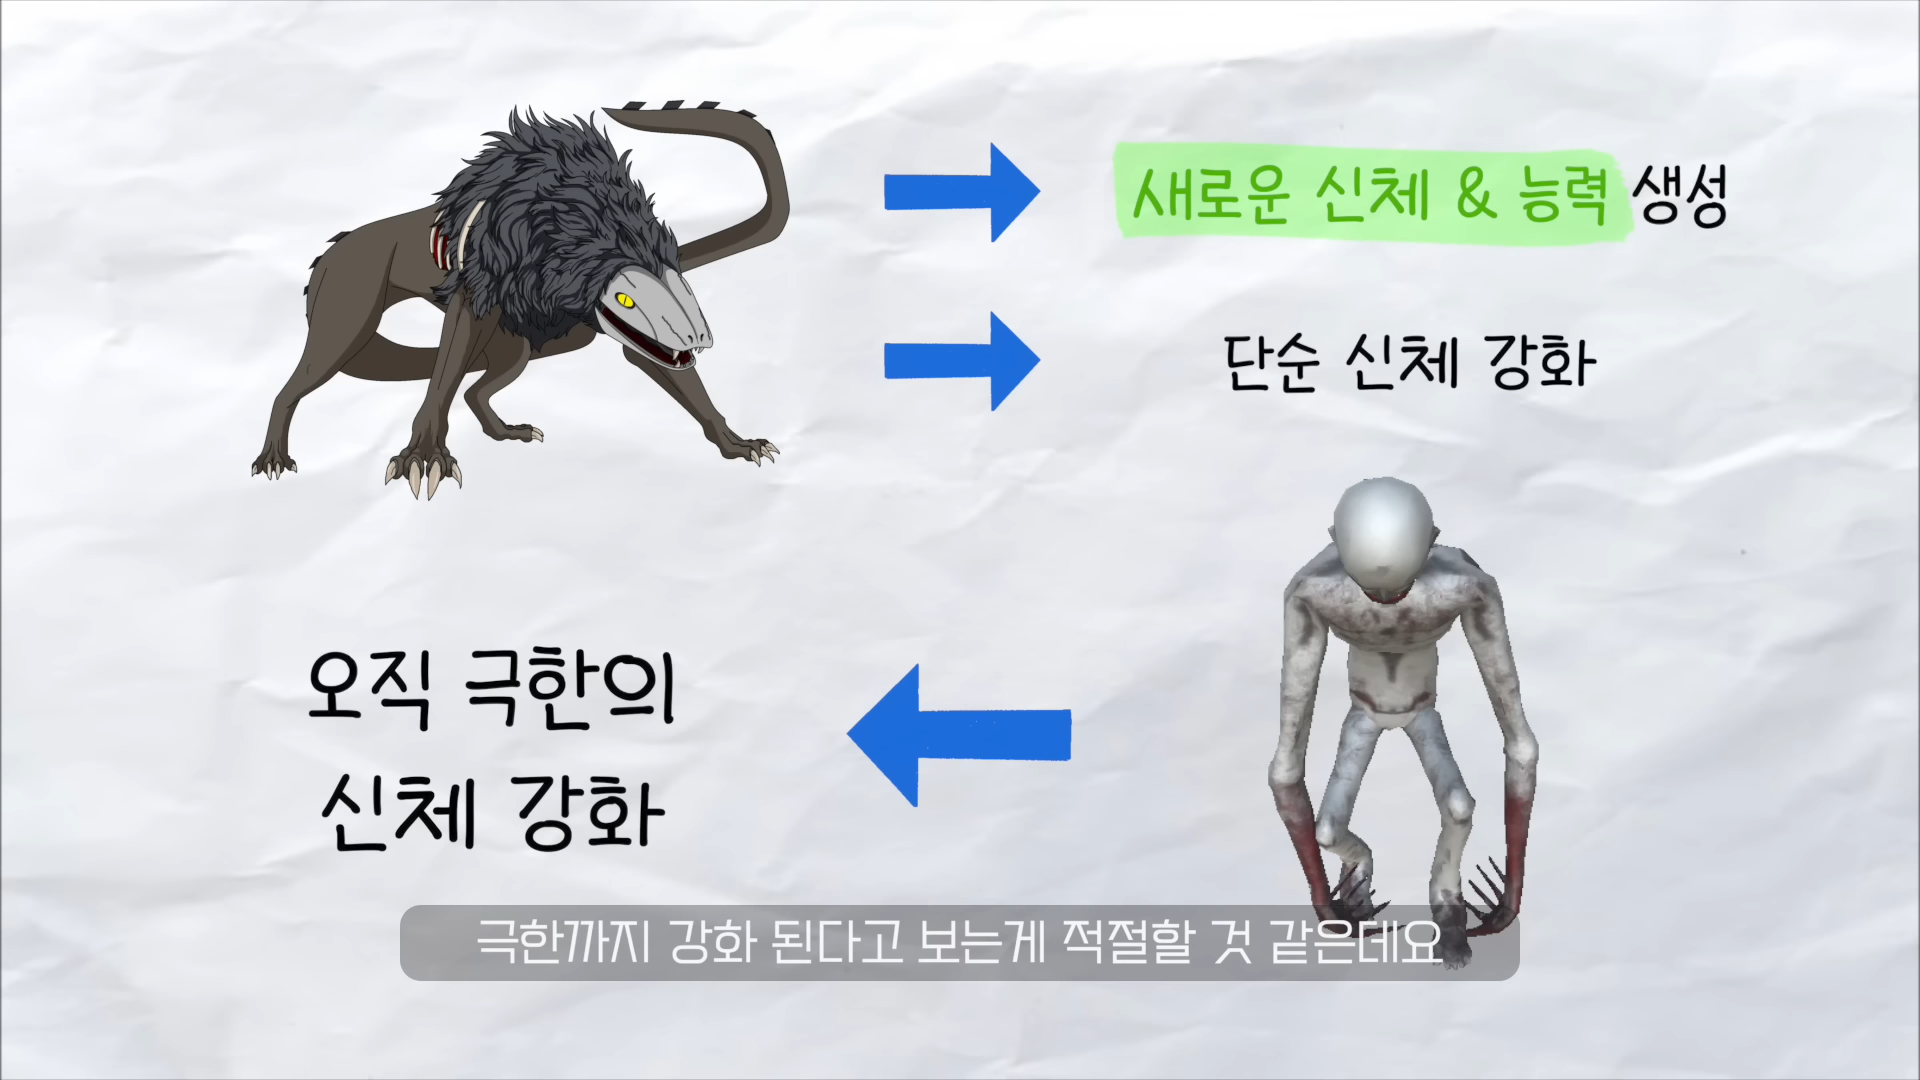 새로운 신체 & 능력 생성
단순 신체 강화
오직 극한의
신체 강화
극한까지 강화 된다고 보는게 적절할 것 같은데요